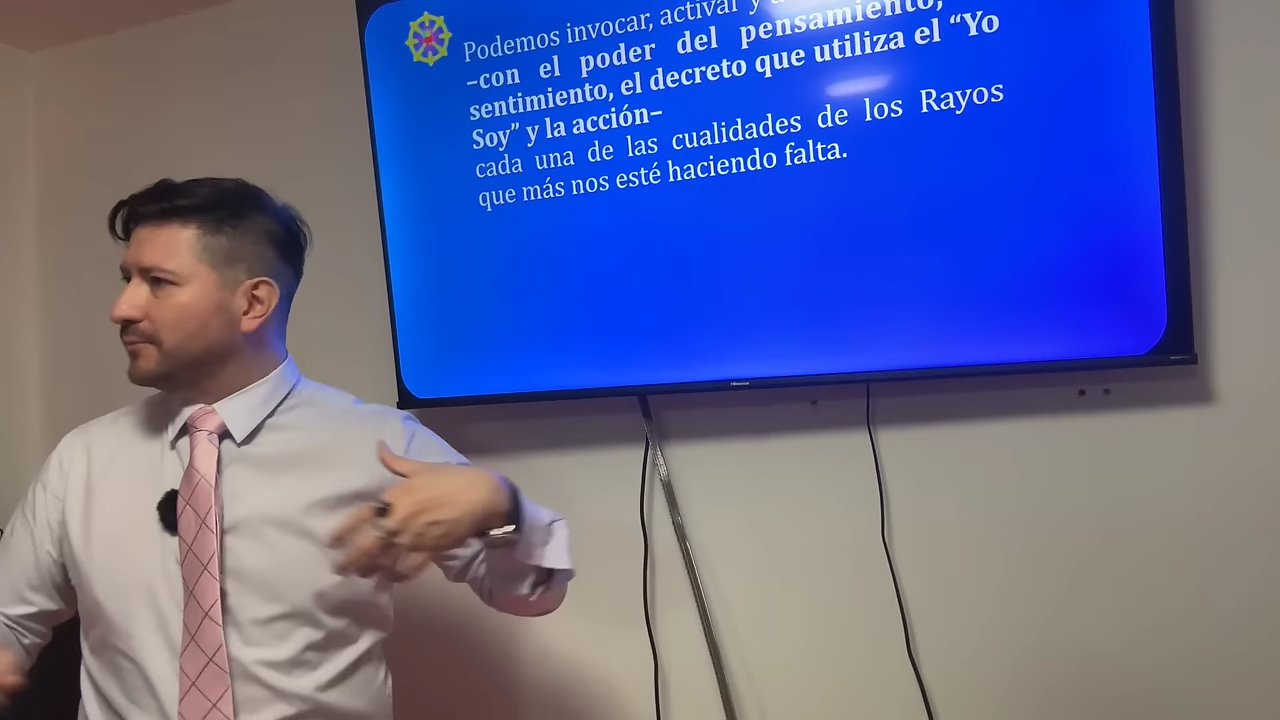 Podemos invocar, activar y
–con el poder del pensamiento,
sentimiento, el decreto que utiliza el “Yo
Soy” y la acción–
cada una de las cualidades de los Rayos
que más nos esté haciendo falta.
Hisense